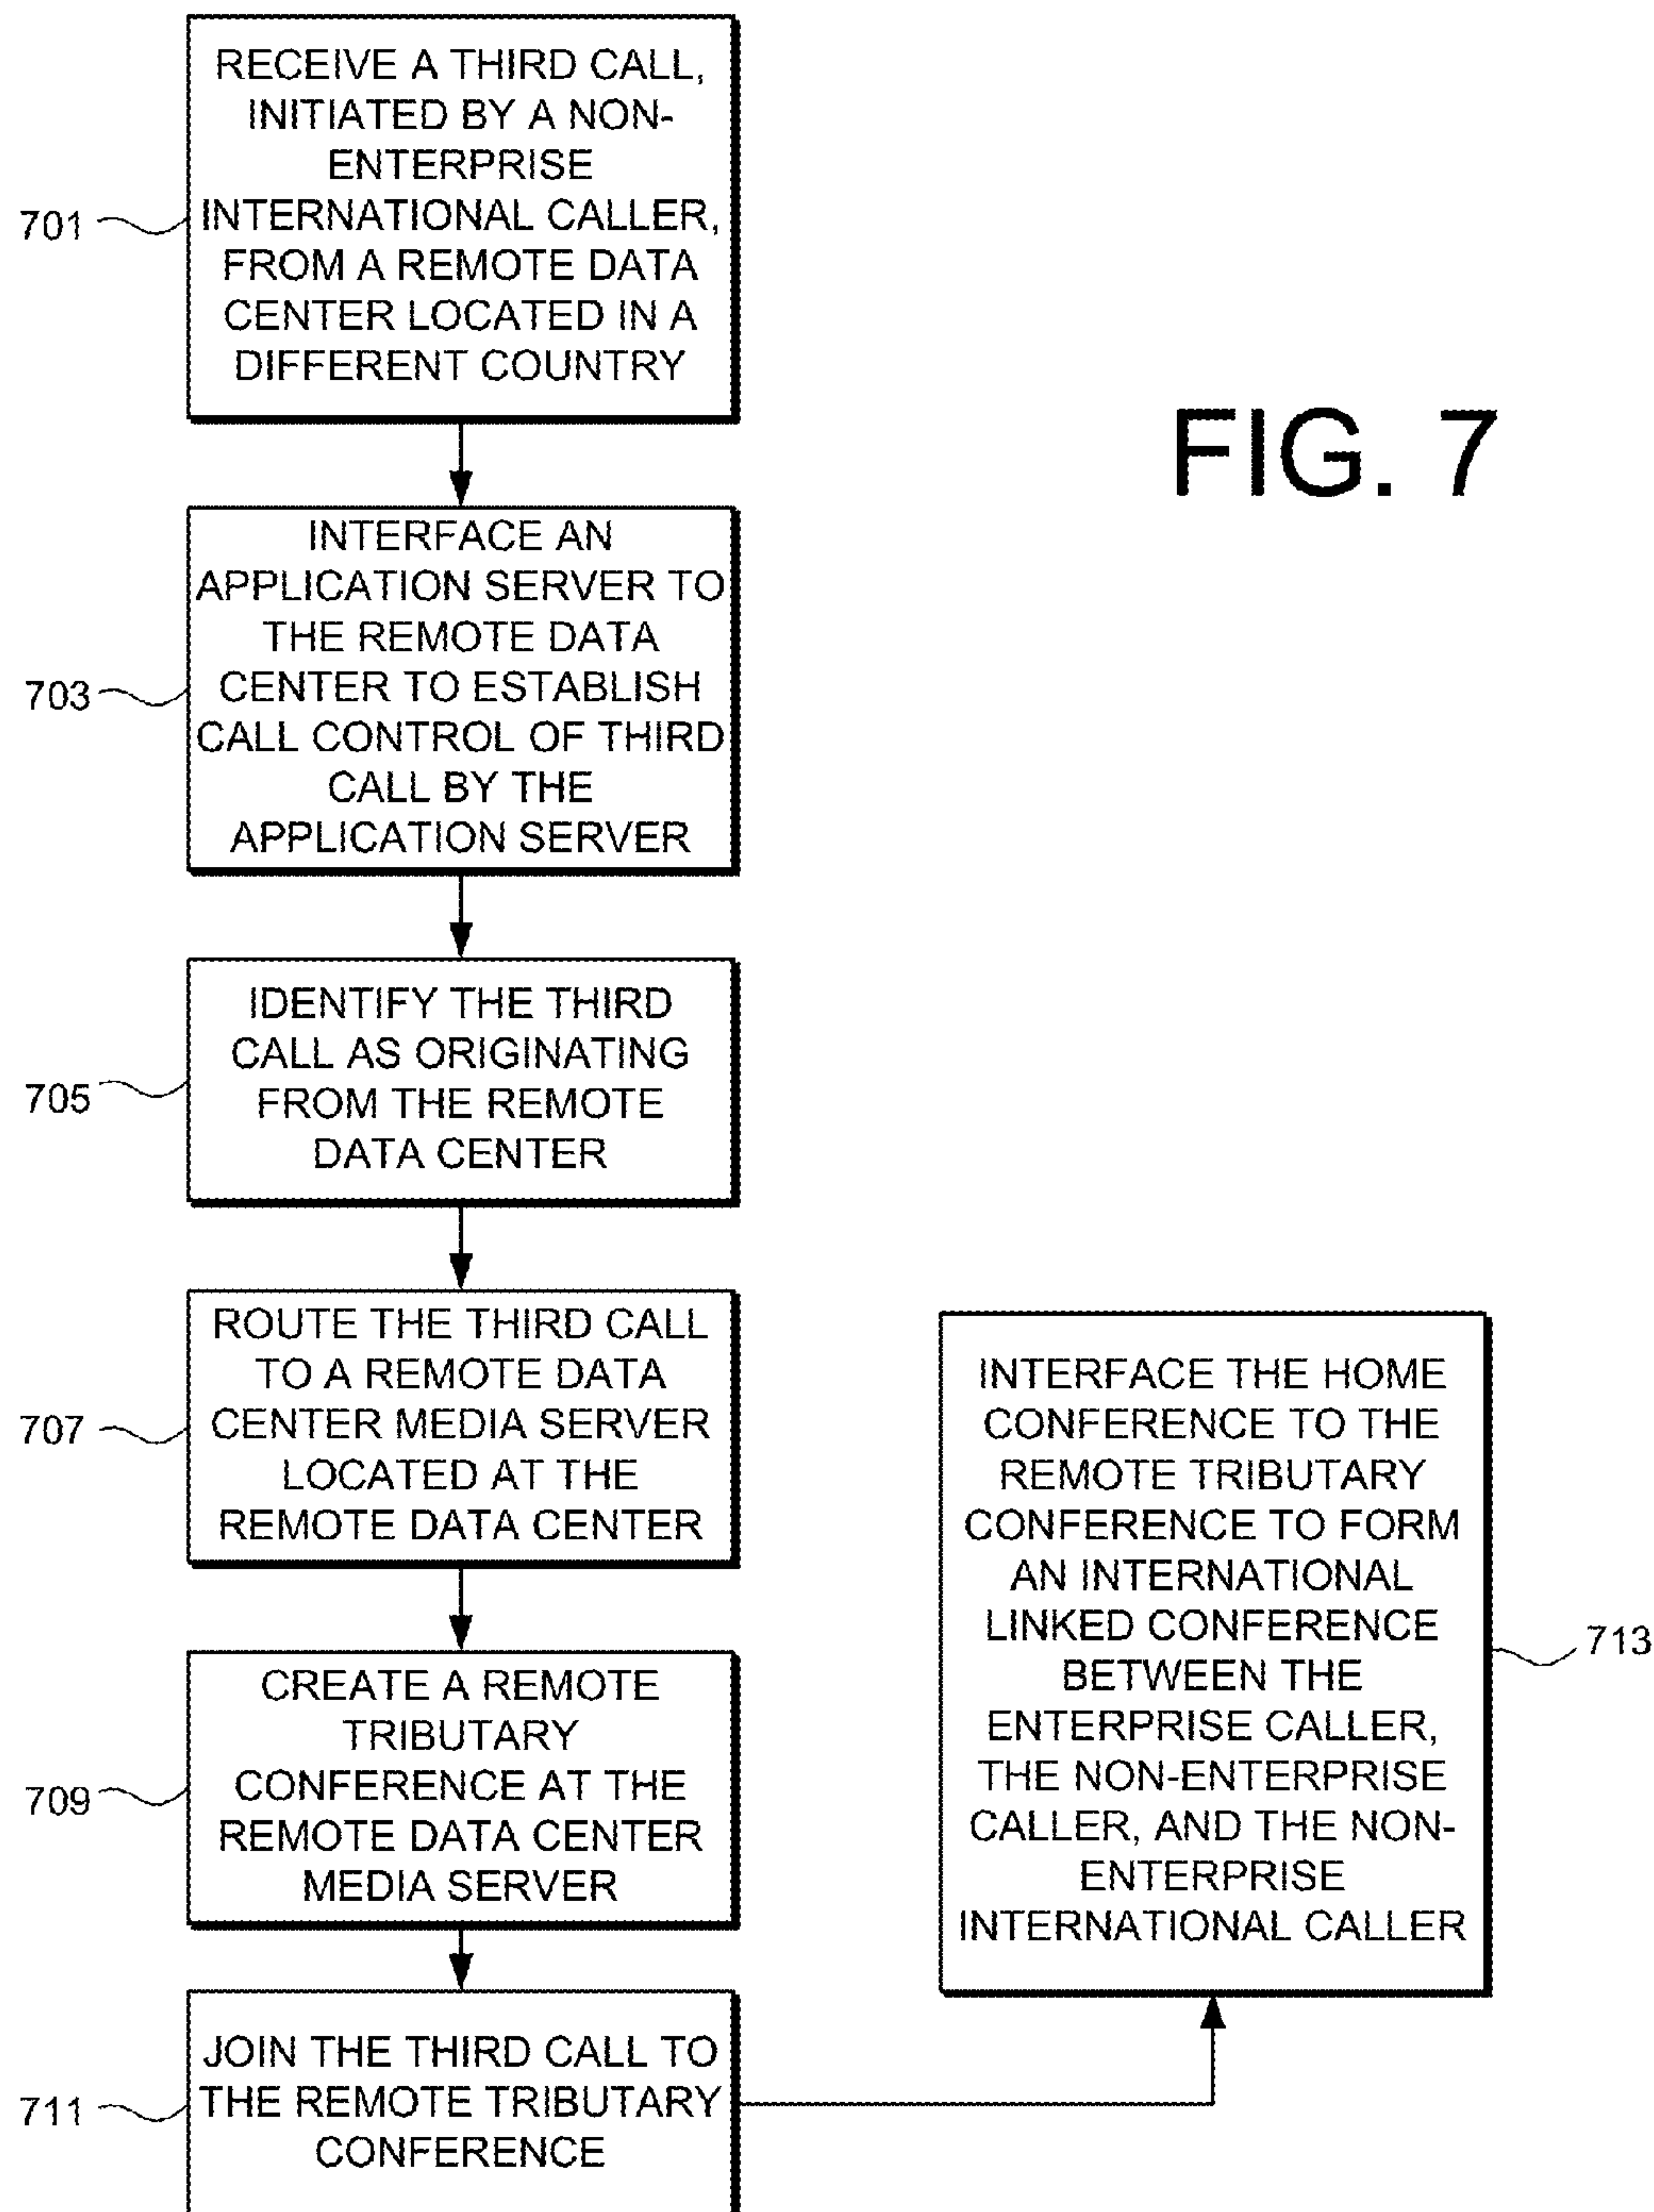 701
RECEIVE A THIRD CALL,
INITIATED BY A NON-
ENTERPRISE
INTERNATIONAL CALLER,
FROM A REMOTE DATA
CENTER LOCATED IN A
DIFFERENT COUNTRY
FIG. 7
703
INTERFACE AN
APPLICATION SERVER TO
THE REMOTE DATA
CENTER TO ESTABLISH
CALL CONTROL OF THIRD
CALL BY THE
APPLICATION SERVER
705
IDENTIFY THE THIRD
CALL AS ORIGINATING
FROM THE REMOTE
DATA CENTER
707
ROUTE THE THIRD CALL
TO A REMOTE DATA
CENTER MEDIA SERVER
LOCATED AT THE
REMOTE DATA CENTER
709
CREATE A REMOTE
TRIBUTARY
CONFERENCE AT THE
REMOTE DATA CENTER
MEDIA SERVER
711
JOIN THE THIRD CALL TO
THE REMOTE TRIBUTARY
CONFERENCE
INTERFACE THE HOME
CONFERENCE TO THE
REMOTE TRIBUTARY
CONFERENCE TO FORM
AN INTERNATIONAL
LINKED CONFERENCE
BETWEEN THE
ENTERPRISE CALLER,
THE NON-ENTERPRISE
CALLER, AND THE NON-
ENTERPRISE
INTERNATIONAL CALLER
713